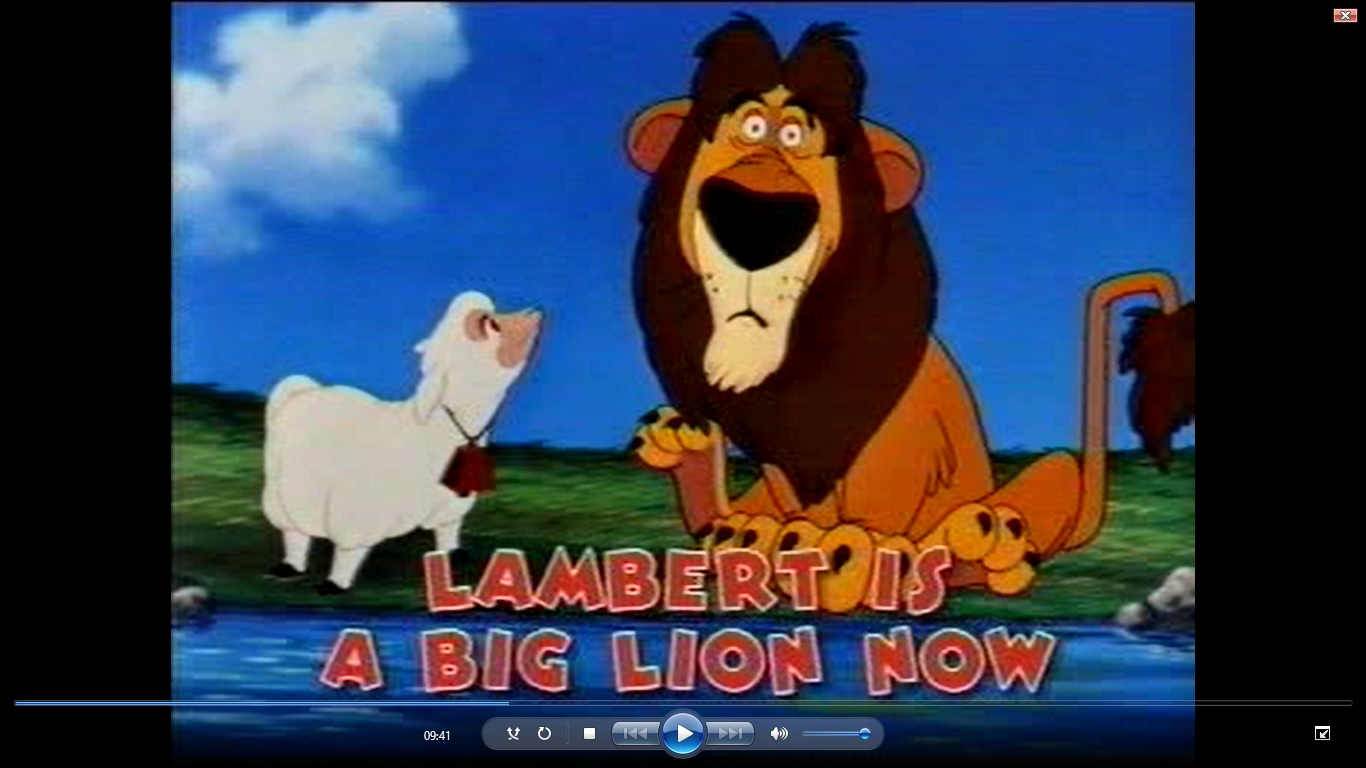 LAMBERT IS
A BIG LION NOW
09:41